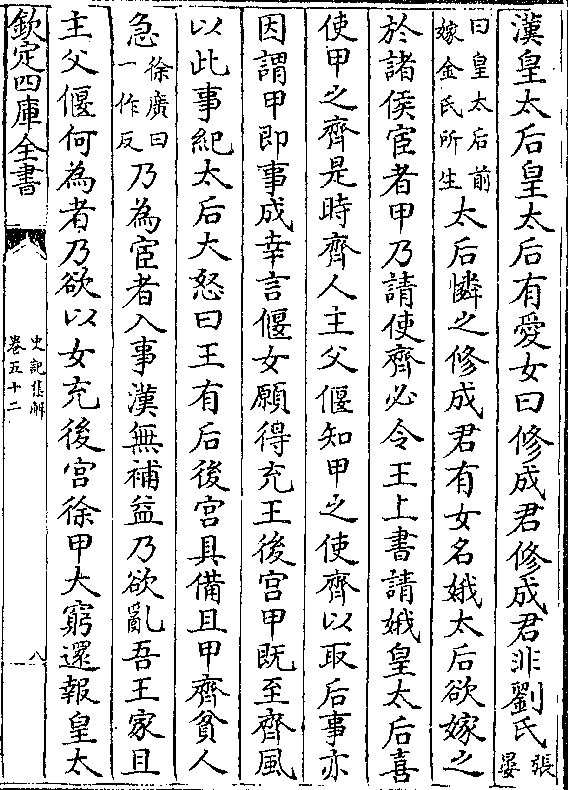 漢皇太后皇太后有愛女曰修成君修成君非劉氏張晏
曰皇太后前嫁金氏所生太后憐之修成君有女名娥太后欲嫁之
於諸侯宦者甲乃請使齊必令王上書請娥皇太后喜
使甲之齊是時齊人主父偃知甲之使齊以取后事亦
因謂甲即事成幸言偃女願得充王後宮甲既至齊風
以此事紀太后大怒曰王有后後宮具備且甲齊貧人
急徐廣曰一作反乃為宦者入事漢無補益乃欲亂吾王家且
主父偃何為者乃欲以女充後宮徐甲大窮還報皇太
欽定四庫全書
史記集解
卷五十二
八